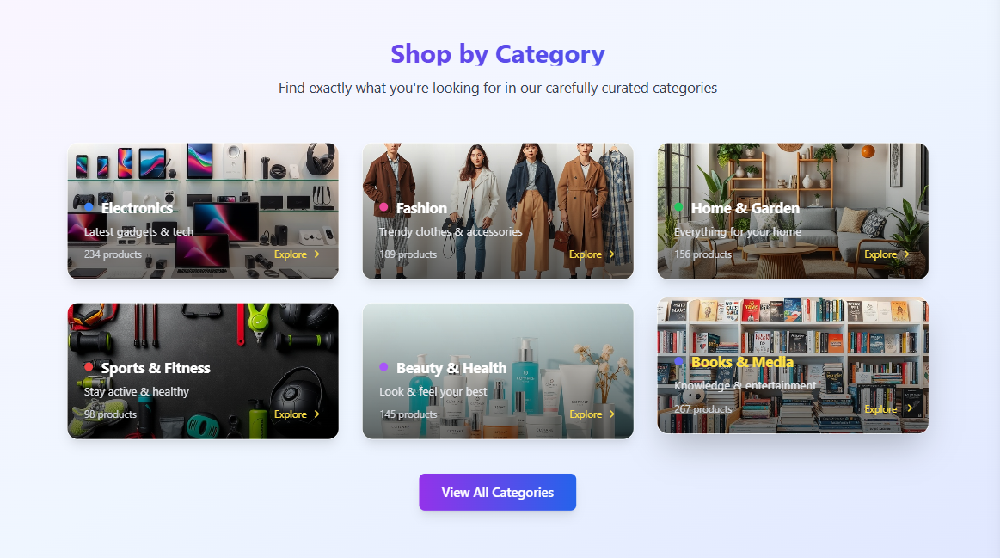 Shop by Category
Find exactly what you're looking for in our carefully curated categories
Electronics
Latest gadgets & tech
234 products
Explore →
Fashion
Trendy clothes & accessories
189 products
Explore →
Home & Garden
Everything for your home
156 products
Explore →
Sports & Fitness
Stay active & healthy
98 products
Explore →
Beauty & Health
Look & feel your best
145 products
Explore →
Books & Media
Knowledge & entertainment
267 products
Explore →
View All Categories